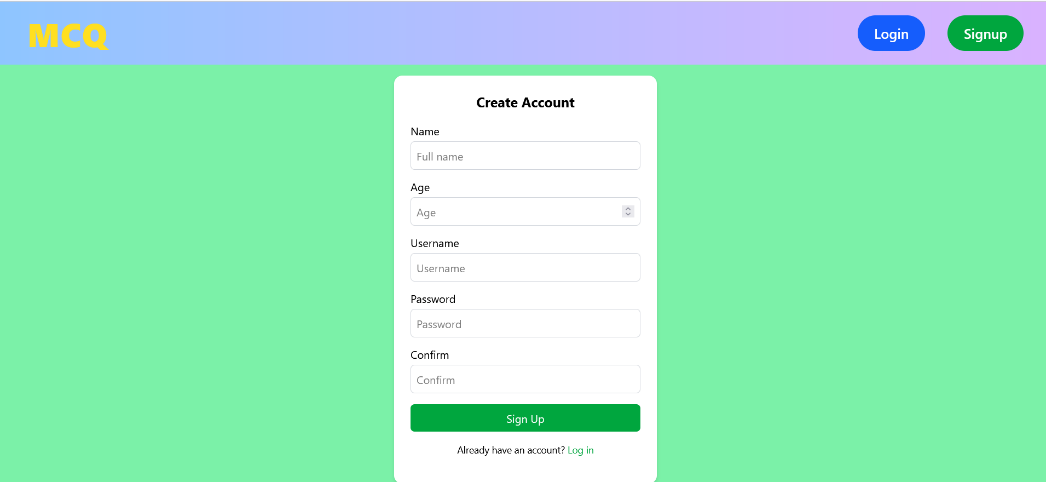 MCQ
Login
Signup
Create Account
Name
Full name
Age
Age
Username
Username
Password
Password
Confirm
Confirm
Sign Up
Already have an account? Log in